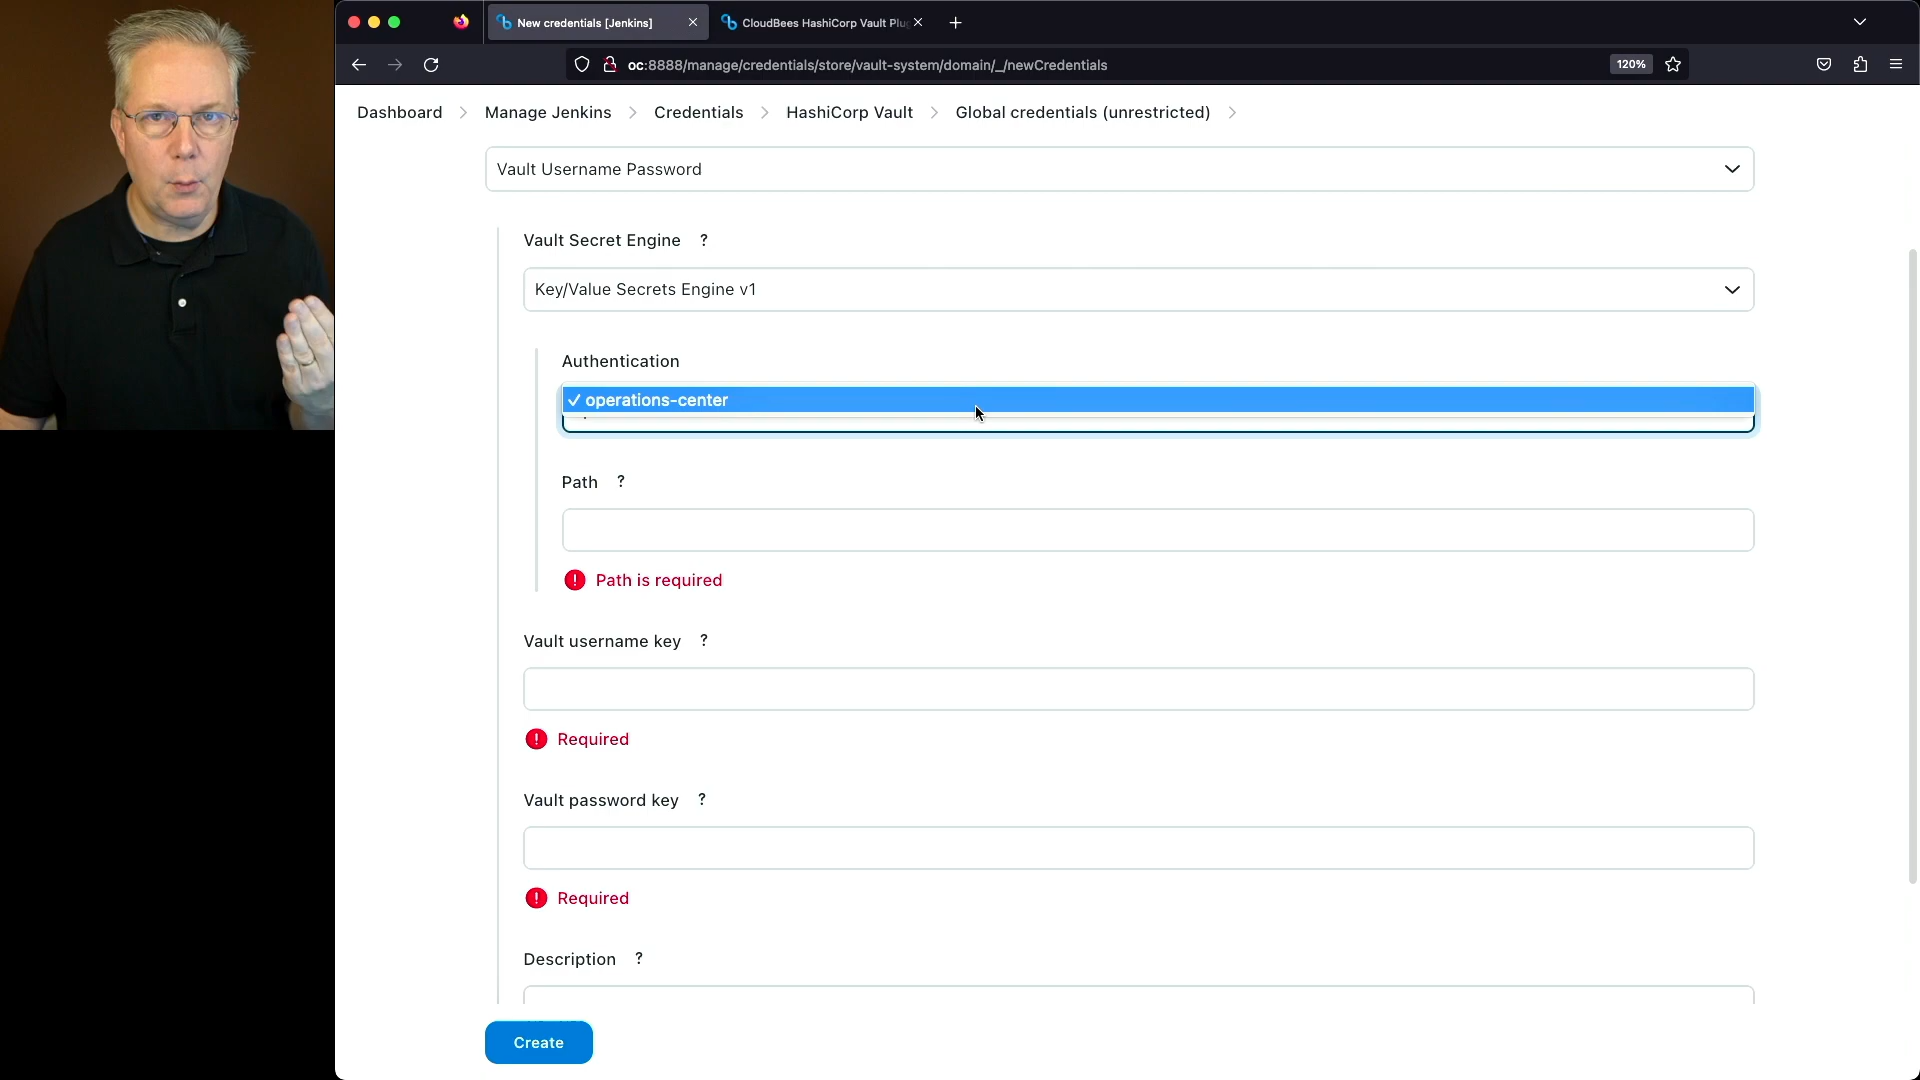 New credentials [Jenkins]
CloudBees HashiCorp Vault Plu
oc:8888/manage/credentials/store/vault-system/domain/_/newCredentials
120%
Dashboard > Manage Jenkins > Credentials > HashiCorp Vault > Global credentials (unrestricted) >
Vault Username Password
Vault Secret Engine ?
Key/Value Secrets Engine v1
Authentication
✓ operations-center
Path ?
! Path is required
Vault username key ?
! Required
Vault password key ?
! Required
Description ?
Create